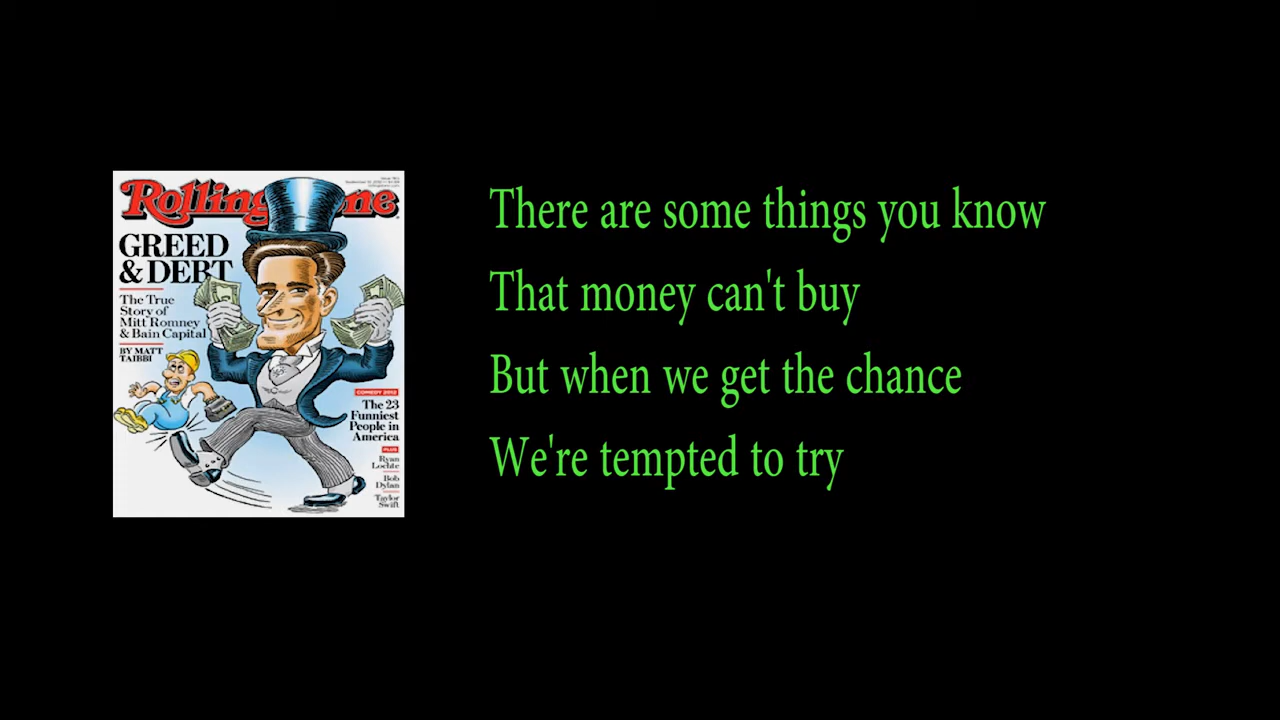 Rolling Stone
GREED
& DEBT
The True
Story of
Mitt Romney
& Bain Capital
BY MATT
TAIBBI
COMEDY 2012
The 23
Funniest
People in
America
PLUS
Ryan
Lochte
Bob
Dylan
Taylor
Swift
There are some things you know
That money can't buy
But when we get the chance
We're tempted to try